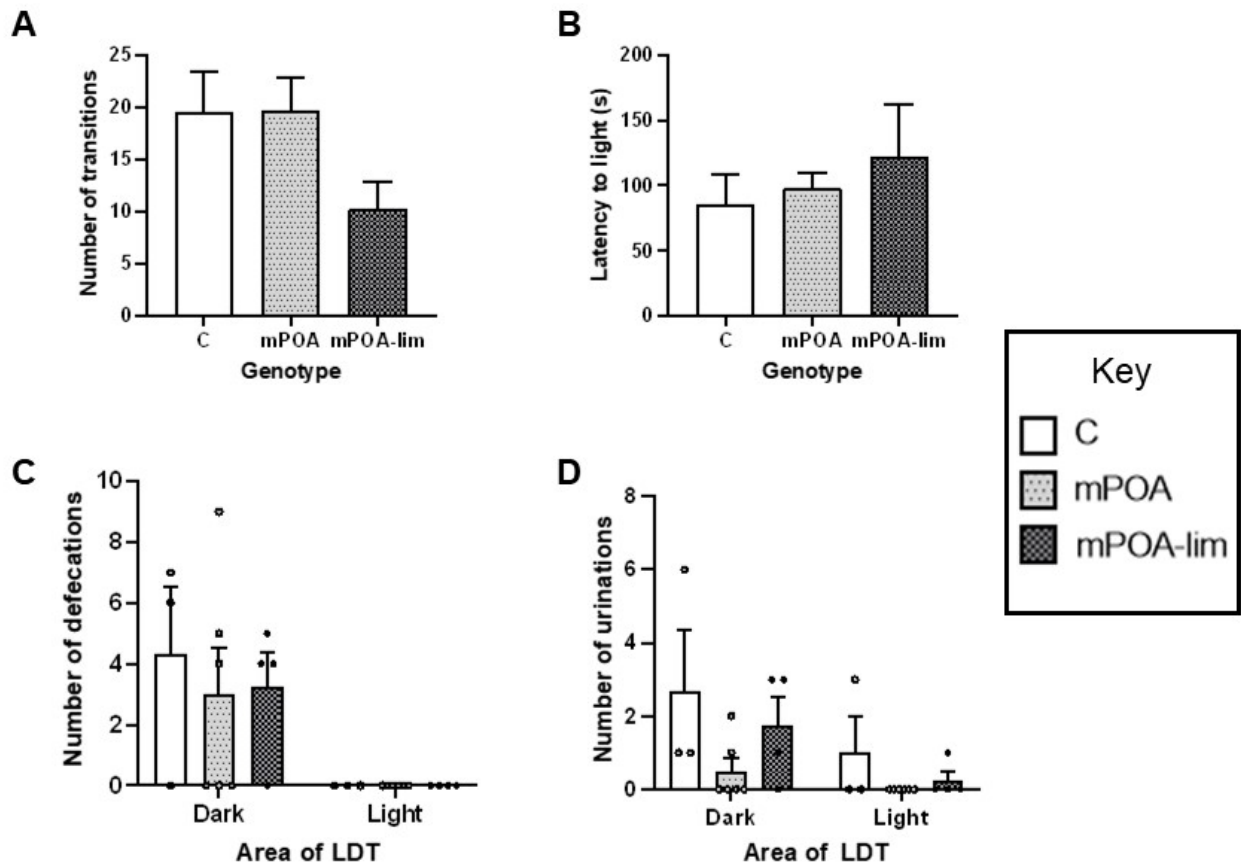 A
Number of transitions
25
20
15
10
5
0
C mPOA mPOA-lim
Genotype
B
Latency to light (s)
200
150
100
50
0
C mPOA mPOA-lim
Genotype
Key
C
mPOA
mPOA-lim
C
Number of defecations
10
8
6
4
2
0
Dark Light
Area of LDT
D
Number of urinations
8
6
4
2
0
Dark Light
Area of LDT